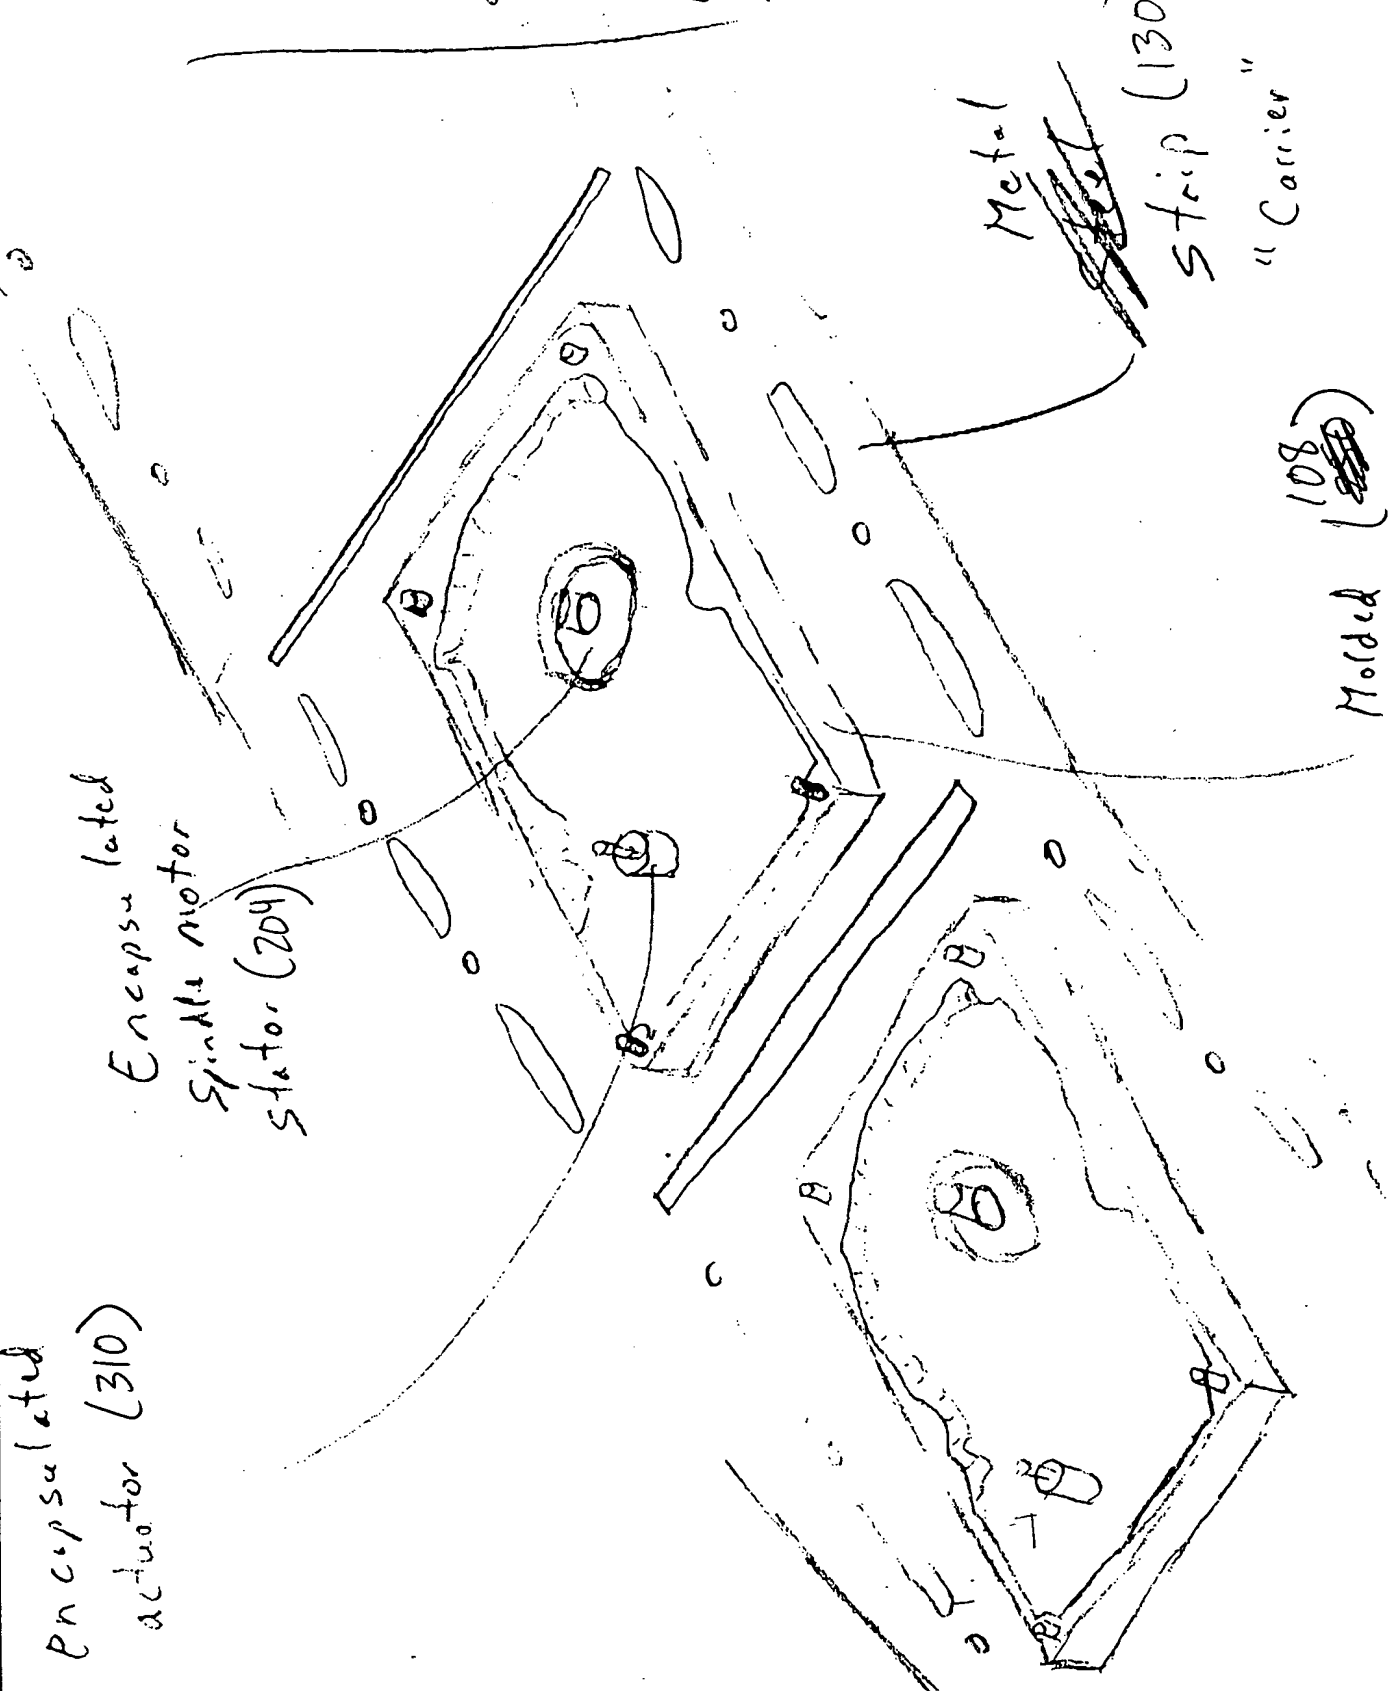 encapsulated
actuator (310)
Encapsulated
spindle motor
stator (204)
Molded (108)
Metal
strip (130
"Carrier"